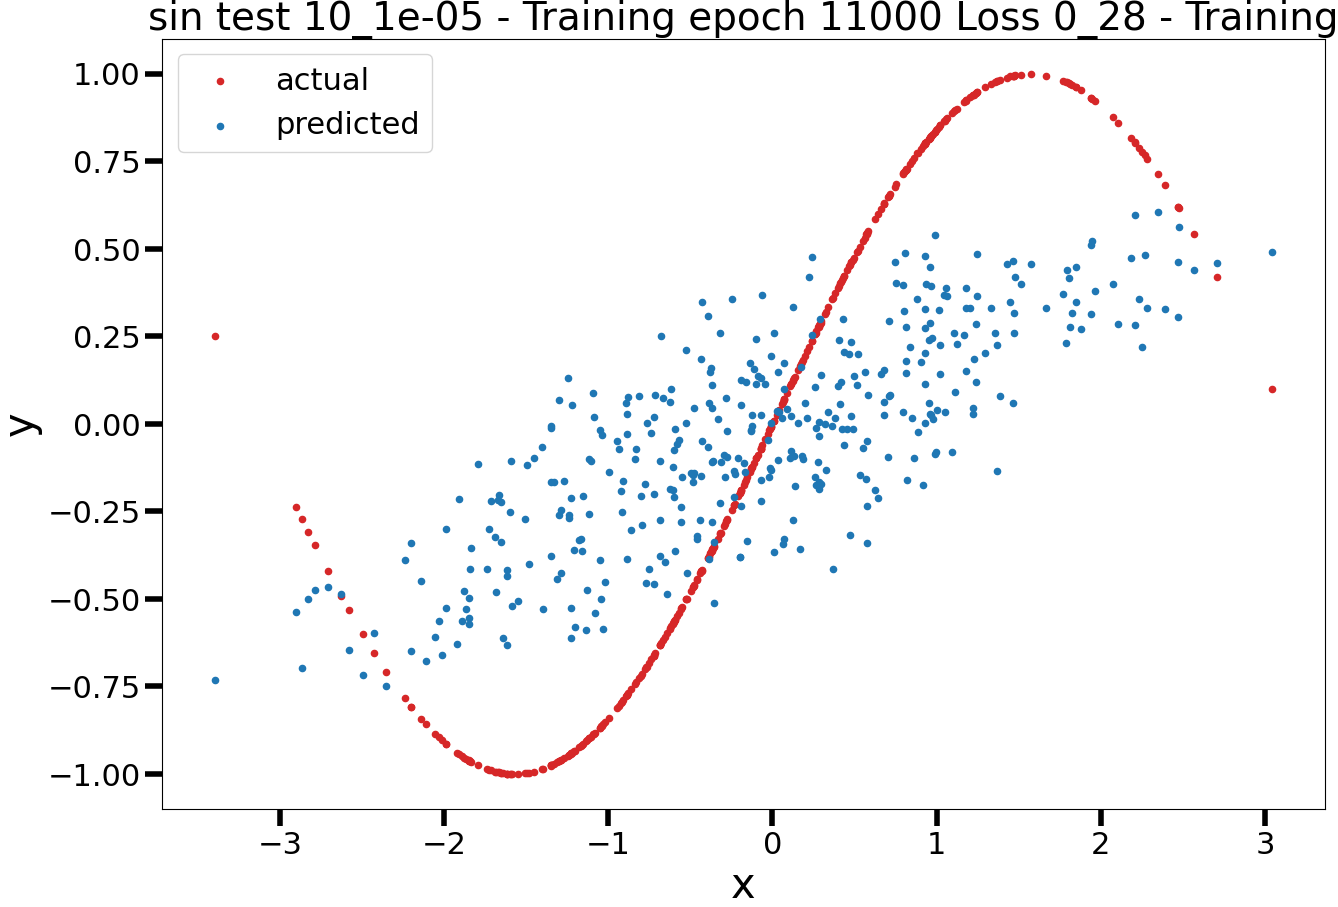 sin test 10_1e-05 - Training epoch 11000 Loss 0_28 - Training
actual
predicted
1.00
0.75
0.50
0.25
0.00
−0.25
−0.50
−0.75
−1.00
y
−3 −2 −1 0 1 2 3
x